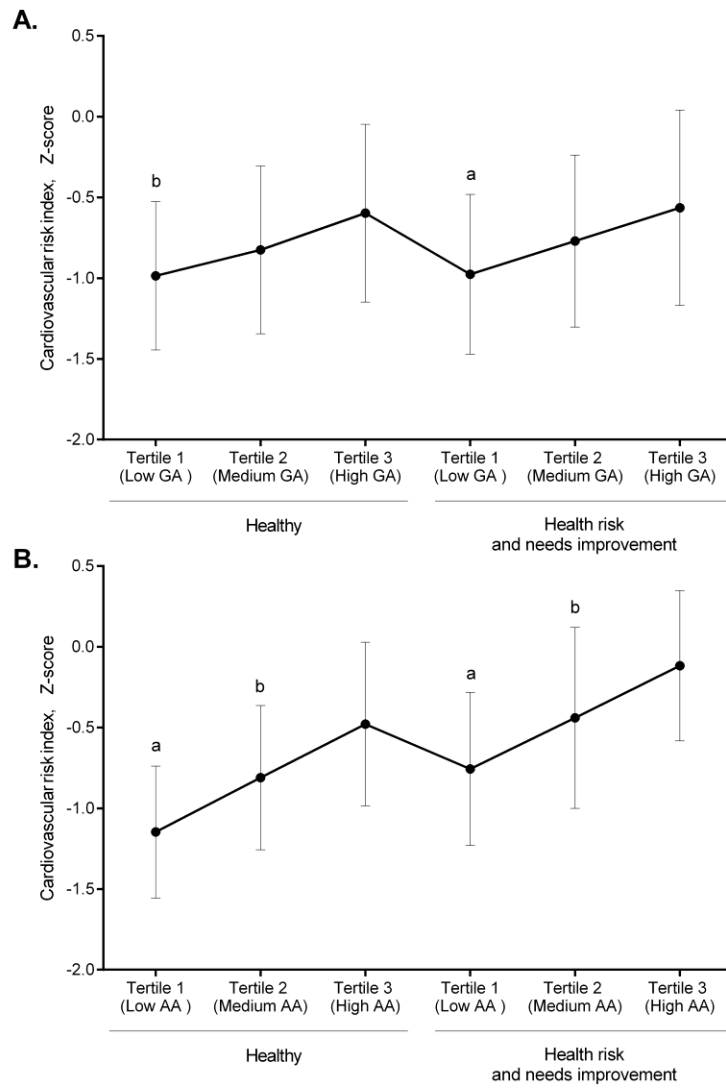 A.
Cardiovascular risk index, Z-score
0.5
0.0
-0.5
-1.0
-1.5
-2.0
b
a
Tertile 1 Tertile 2 Tertile 3 Tertile 1 Tertile 2 Tertile 3
(Low GA ) (Medium GA) (High GA) (Low GA ) (Medium GA) (High GA)
Healthy
Health risk
and needs improvement
B.
Cardiovascular risk index, Z-score
0.5
0.0
-0.5
-1.0
-1.5
-2.0
a
b
a
b
Tertile 1 Tertile 2 Tertile 3 Tertile 1 Tertile 2 Tertile 3
(Low AA ) (Medium AA) (High AA) (Low AA ) (Medium AA) (High AA)
Healthy
Health risk
and needs improvement